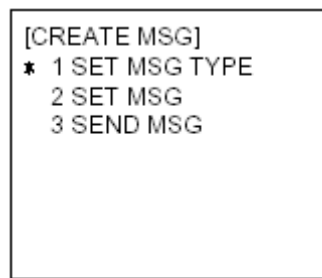 [CREATE MSG]
* 1 SET MSG TYPE
2 SET MSG
3 SEND MSG